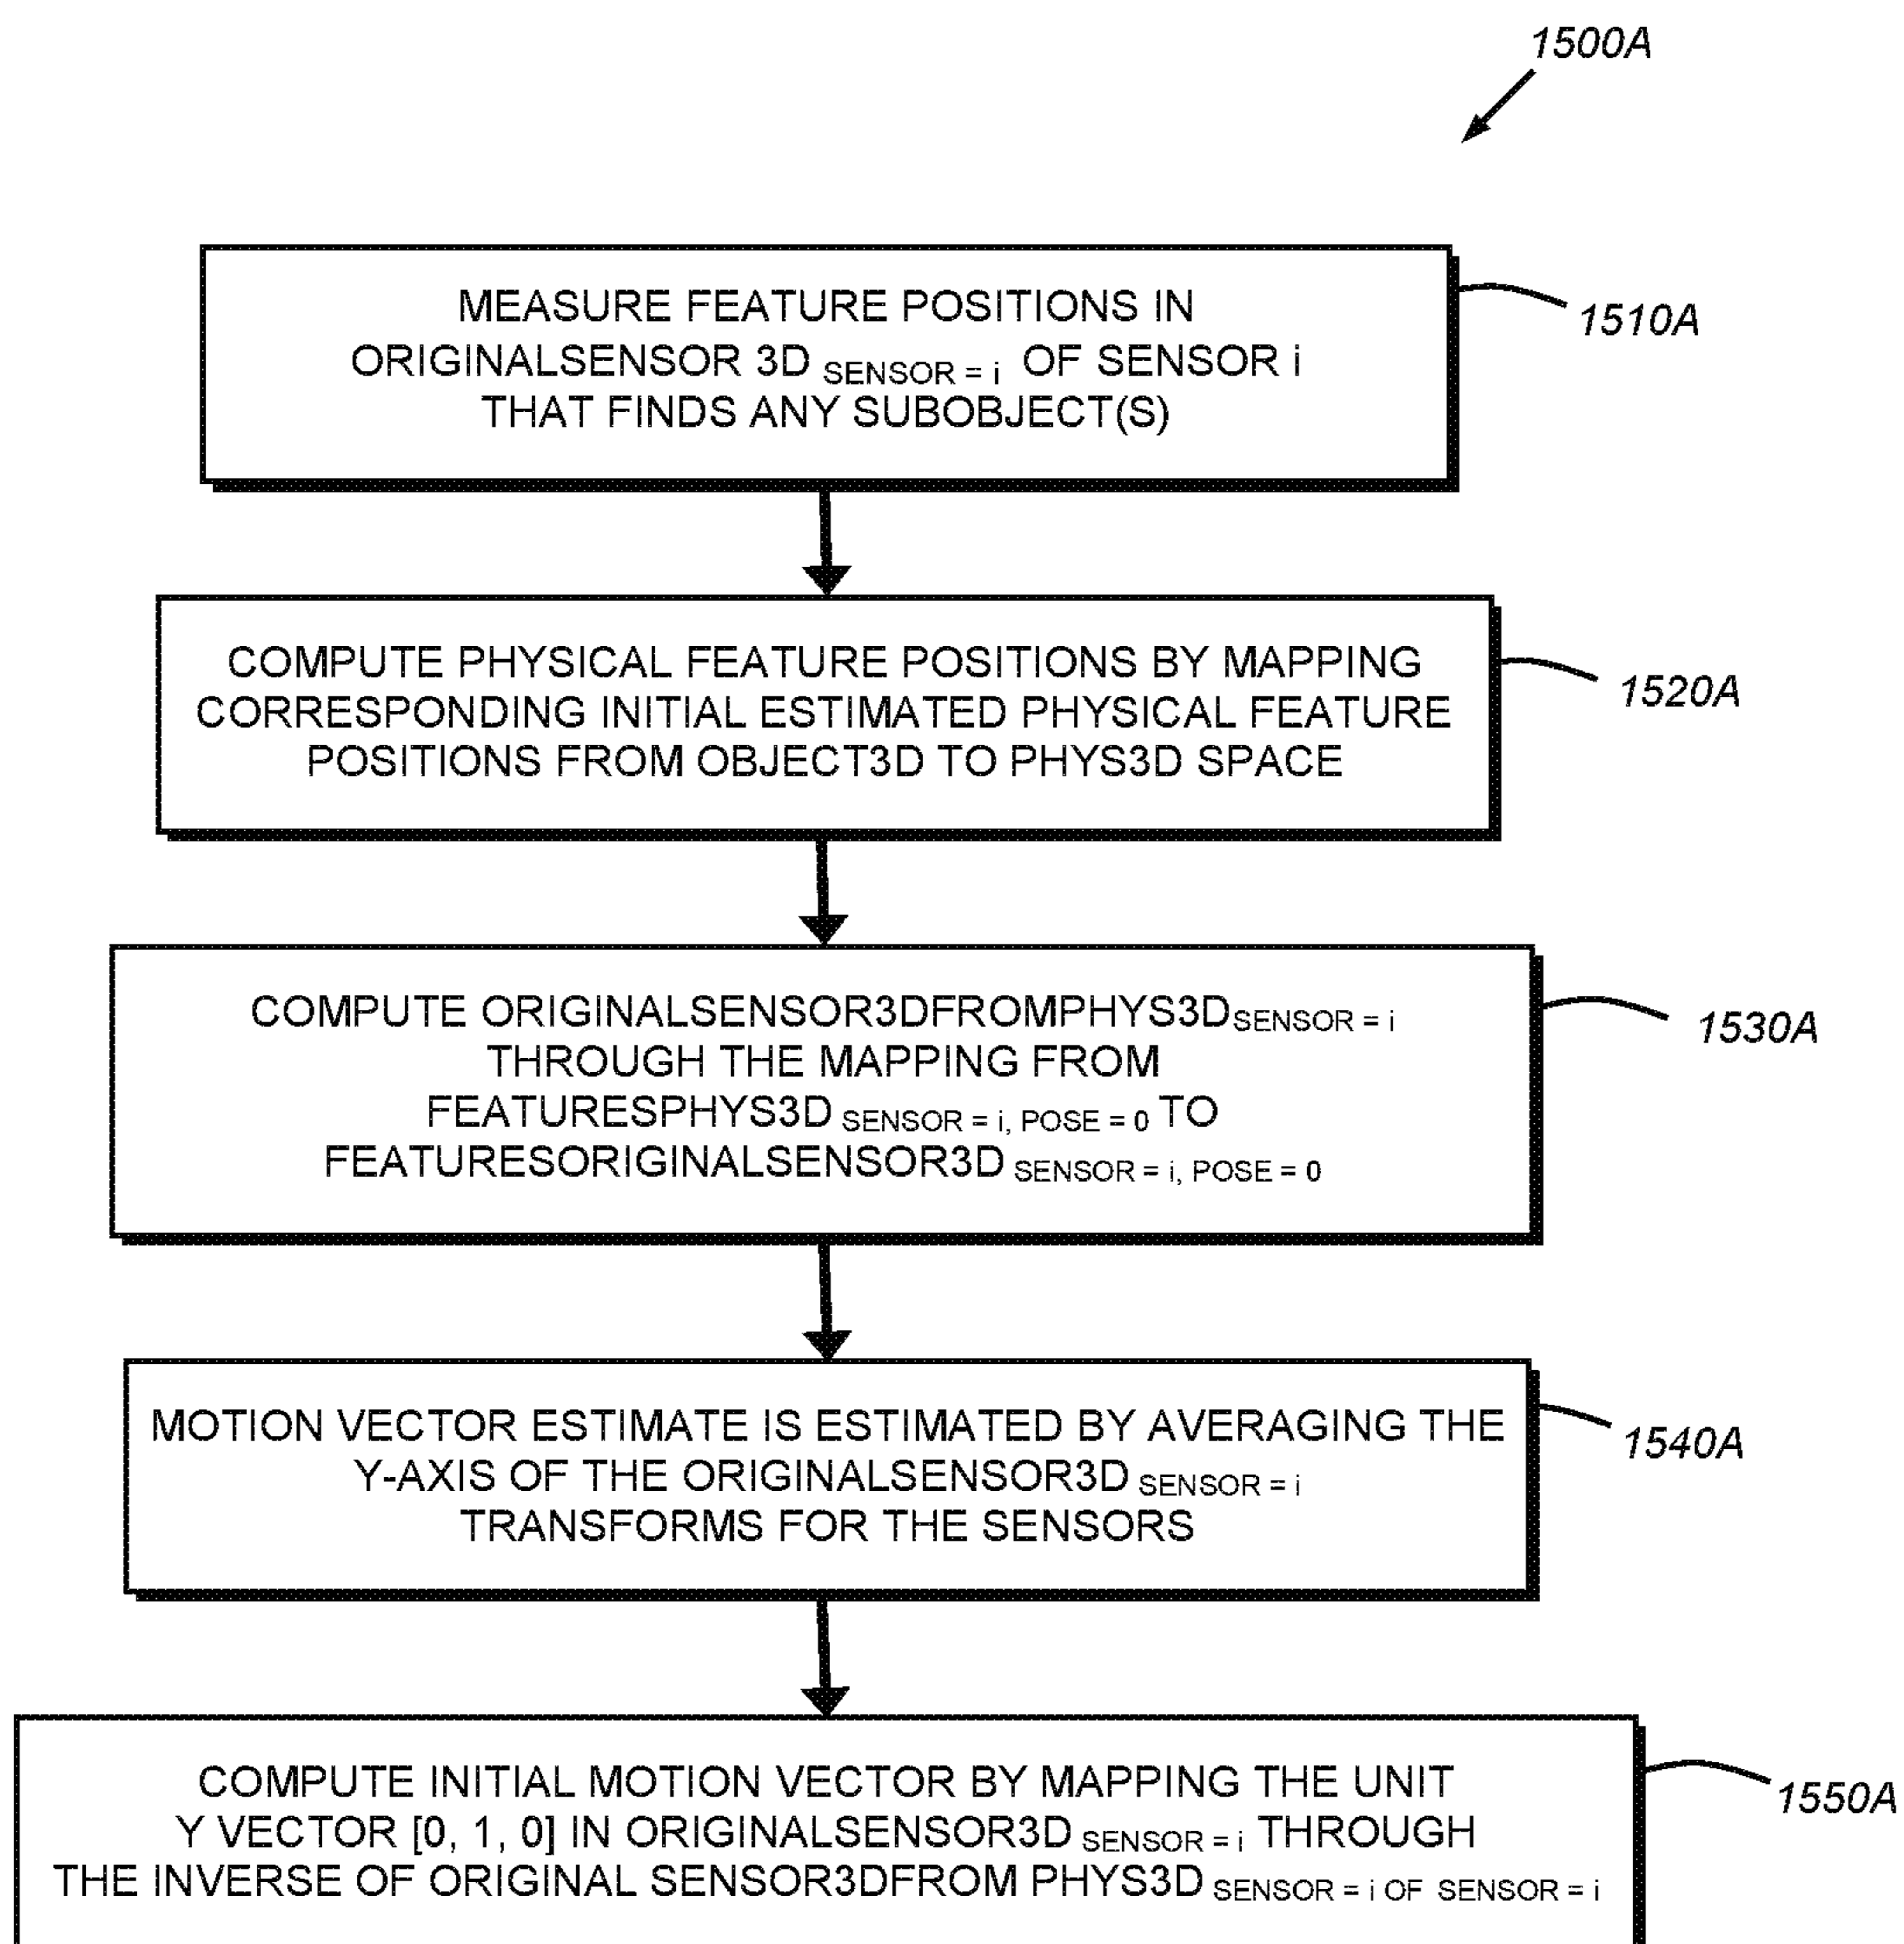 1500A
MEASURE FEATURE POSITIONS IN
ORIGINALSENSOR 3D SENSOR = i OF SENSOR i
THAT FINDS ANY SUBOBJECT(S)
1510A
COMPUTE PHYSICAL FEATURE POSITIONS BY MAPPING
CORRESPONDING INITIAL ESTIMATED PHYSICAL FEATURE
POSITIONS FROM OBJECT3D TO PHYS3D SPACE
1520A
COMPUTE ORIGINALSENSOR3DFROMPHYS3D SENSOR = i
THROUGH THE MAPPING FROM
FEATURESPHYS3D SENSOR = i, POSE = 0 TO
FEATURESORIGINALSENSOR3D SENSOR = i, POSE = 0
1530A
MOTION VECTOR ESTIMATE IS ESTIMATED BY AVERAGING THE
Y-AXIS OF THE ORIGINALSENSOR3D SENSOR = i
TRANSFORMS FOR THE SENSORS
1540A
COMPUTE INITIAL MOTION VECTOR BY MAPPING THE UNIT
Y VECTOR [0, 1, 0] IN ORIGINALSENSOR3D SENSOR = i THROUGH
THE INVERSE OF ORIGINAL SENSOR3DFROM PHYS3D SENSOR = i OF SENSOR = i
1550A